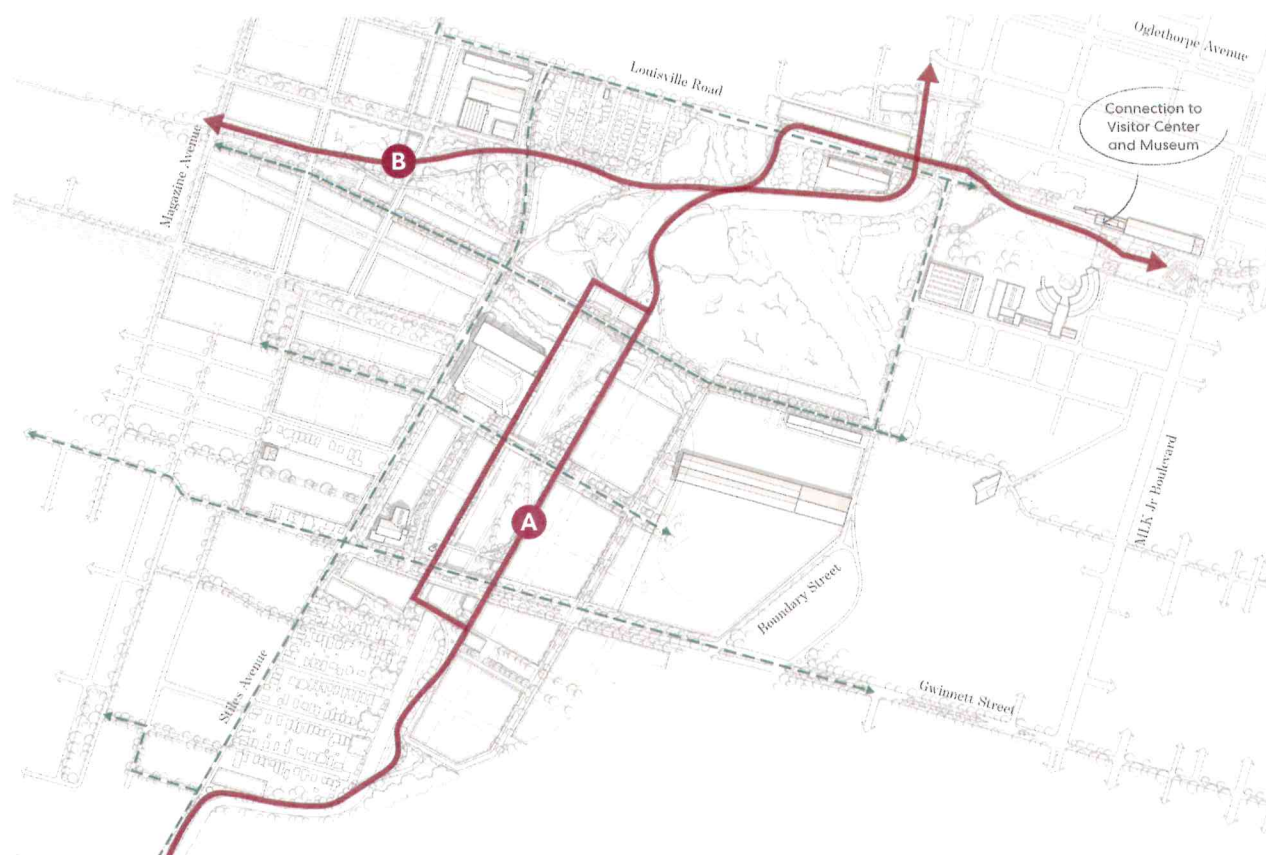 Oglethorpe Avenue
Louisville Road
Connection to
Visitor Center
and Museum
B
Magazine Avenue
A
MLK Jr Boulevard
Boundary Street
Stiles Avenue
Gwinnett Street